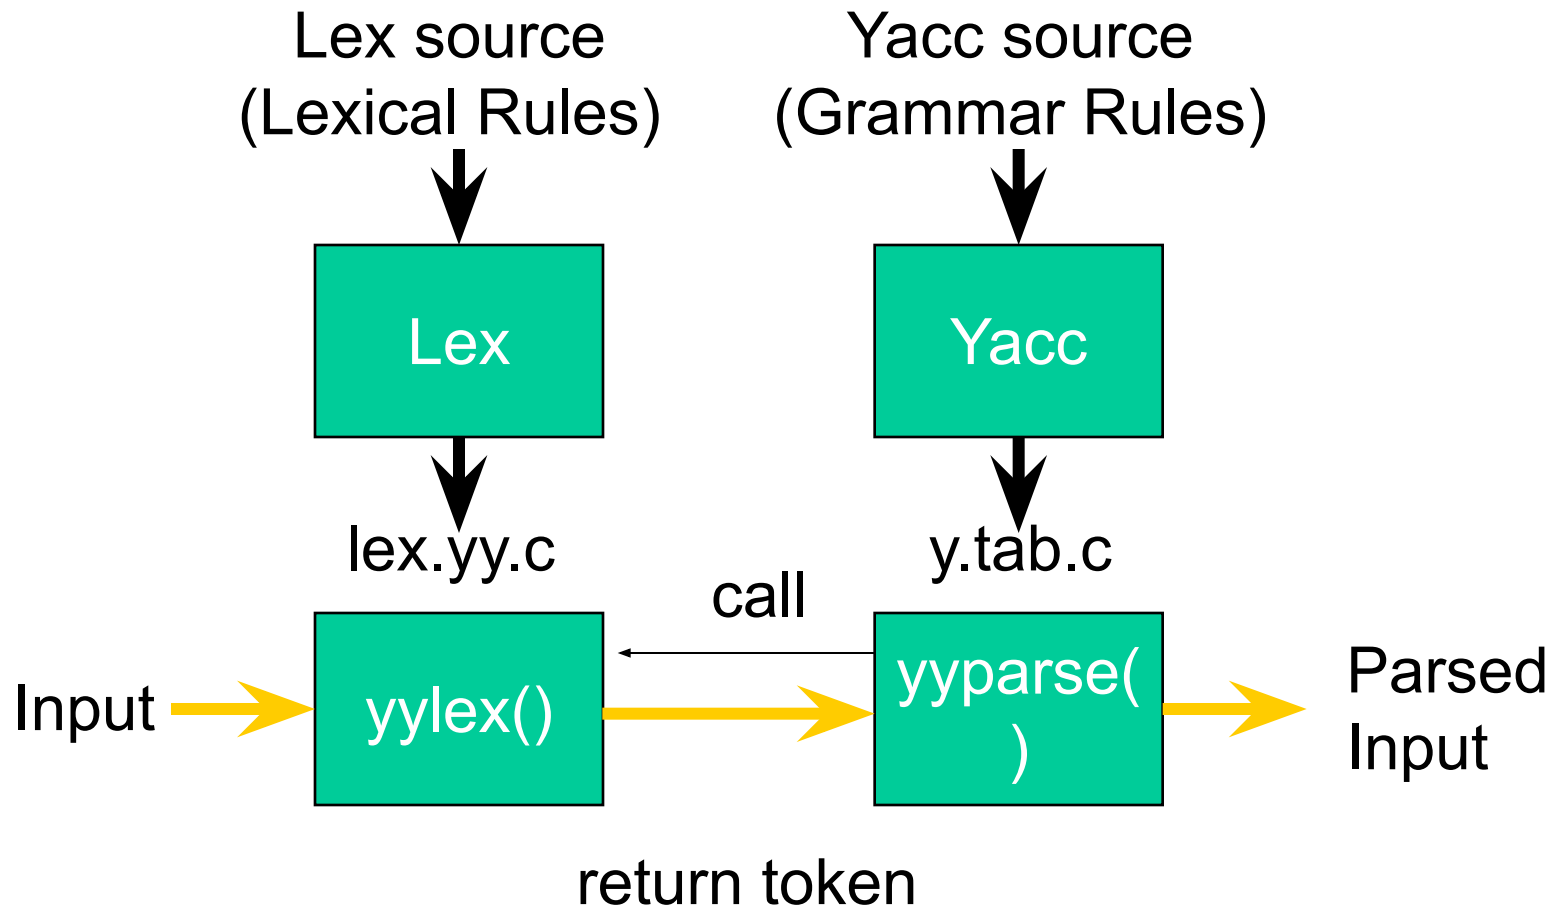 Lex source
(Lexical Rules)
Yacc source
(Grammar Rules)
Lex
Yacc
lex.yy.c
y.tab.c
call
Input
yylex()
yyparse(
)
Parsed
Input
return token